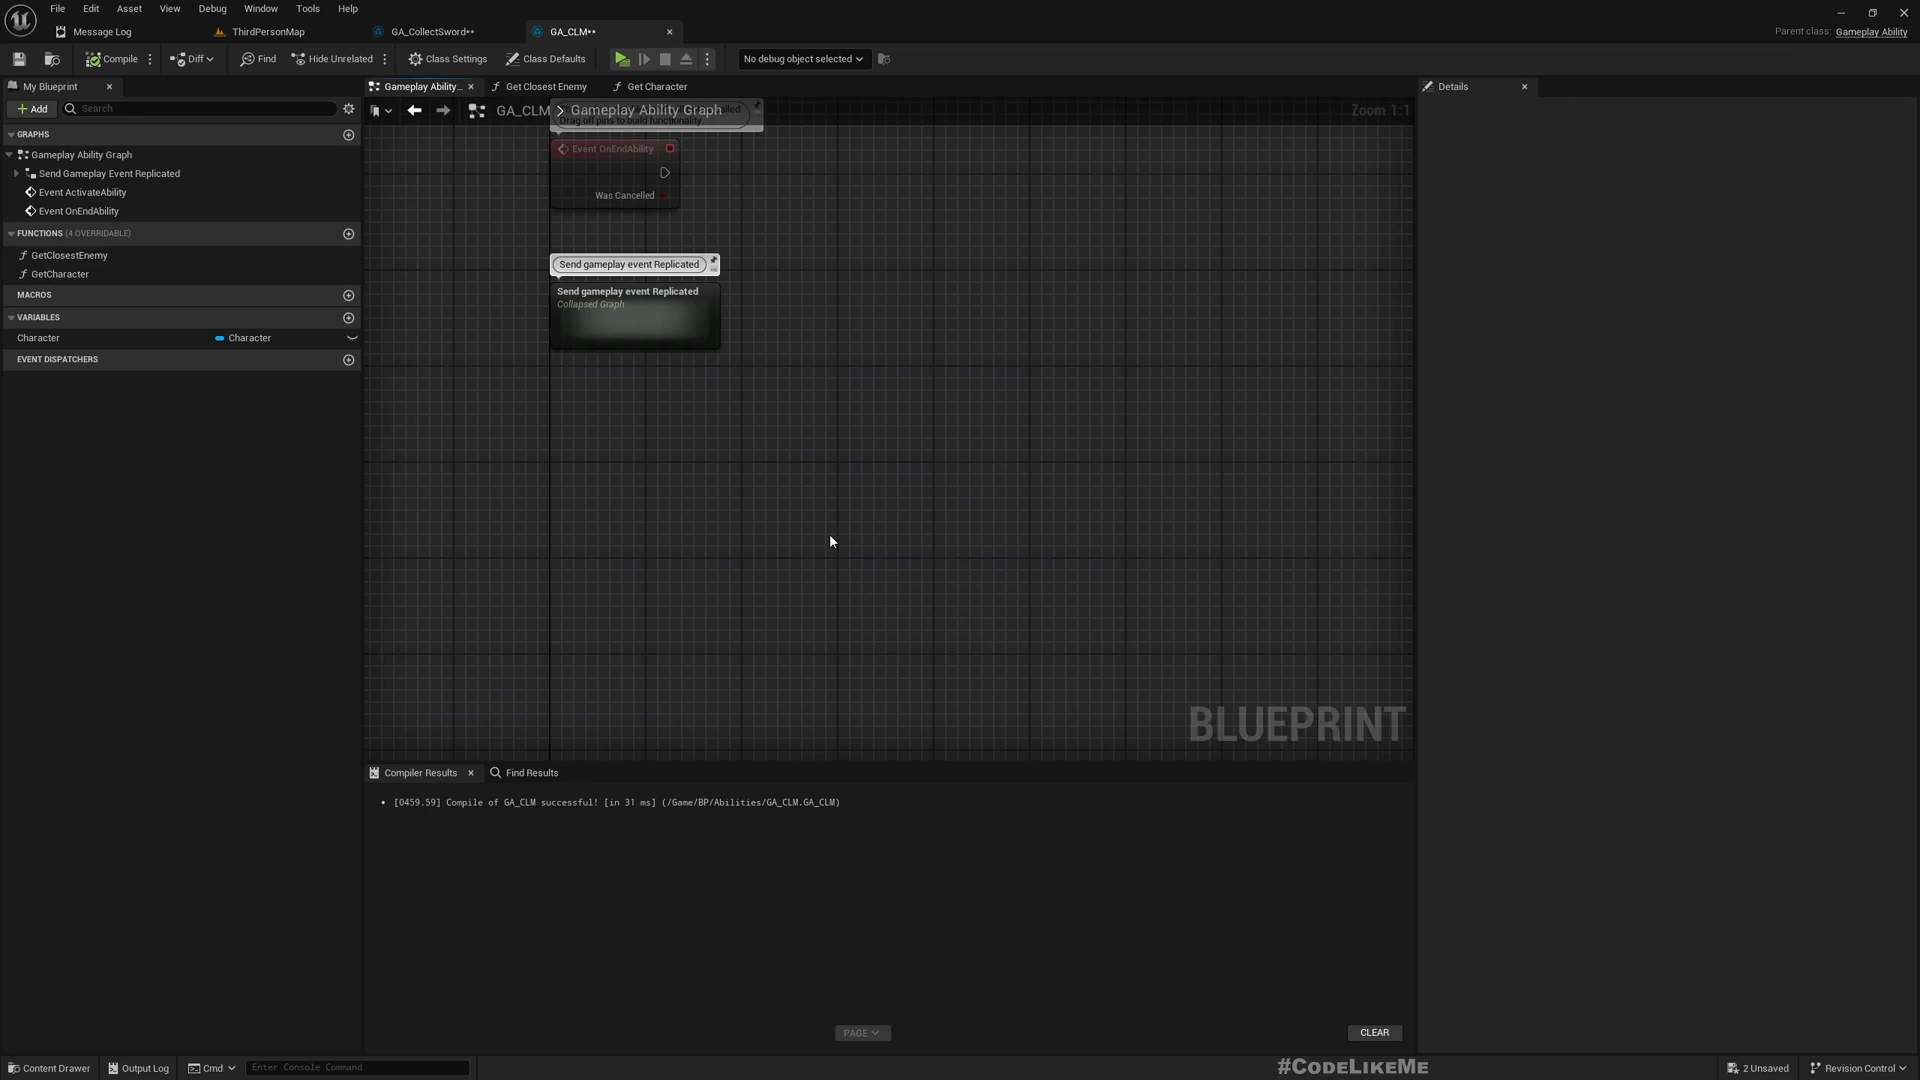 File Edit Asset View Debug Window Tools Help
Message Log ThirdPersonMap GA_CollectSword** GA_CLM**
Parent class: Gameplay Ability
Compile Diff Find Hide Unrelated Class Settings Class Defaults No debug object selected
My Blueprint Gameplay Ability... Get Closest Enemy Get Character Details
Add Search
GA_CLM > Gameplay Ability Graph Zoom 1:1
Drag off pins to build functionality.
GRAPHS
Gameplay Ability Graph
Send Gameplay Event Replicated
Event ActivateAbility
Event OnEndAbility
FUNCTIONS (4 OVERRIDABLE)
GetClosestEnemy
GetCharacter
MACROS
VARIABLES
Character Character
EVENT DISPATCHERS
Event OnEndAbility
Was Cancelled
Send gameplay event Replicated
Send gameplay event Replicated
Collapsed Graph
BLUEPRINT
Compiler Results Find Results
• [0459.59] Compile of GA_CLM successful! [in 31 ms] (/Game/BP/Abilities/GA_CLM.GA_CLM)
PAGE CLEAR
Content Drawer Output Log Cmd Enter Console Command #CodeLikeMe 2 Unsaved Revision Control